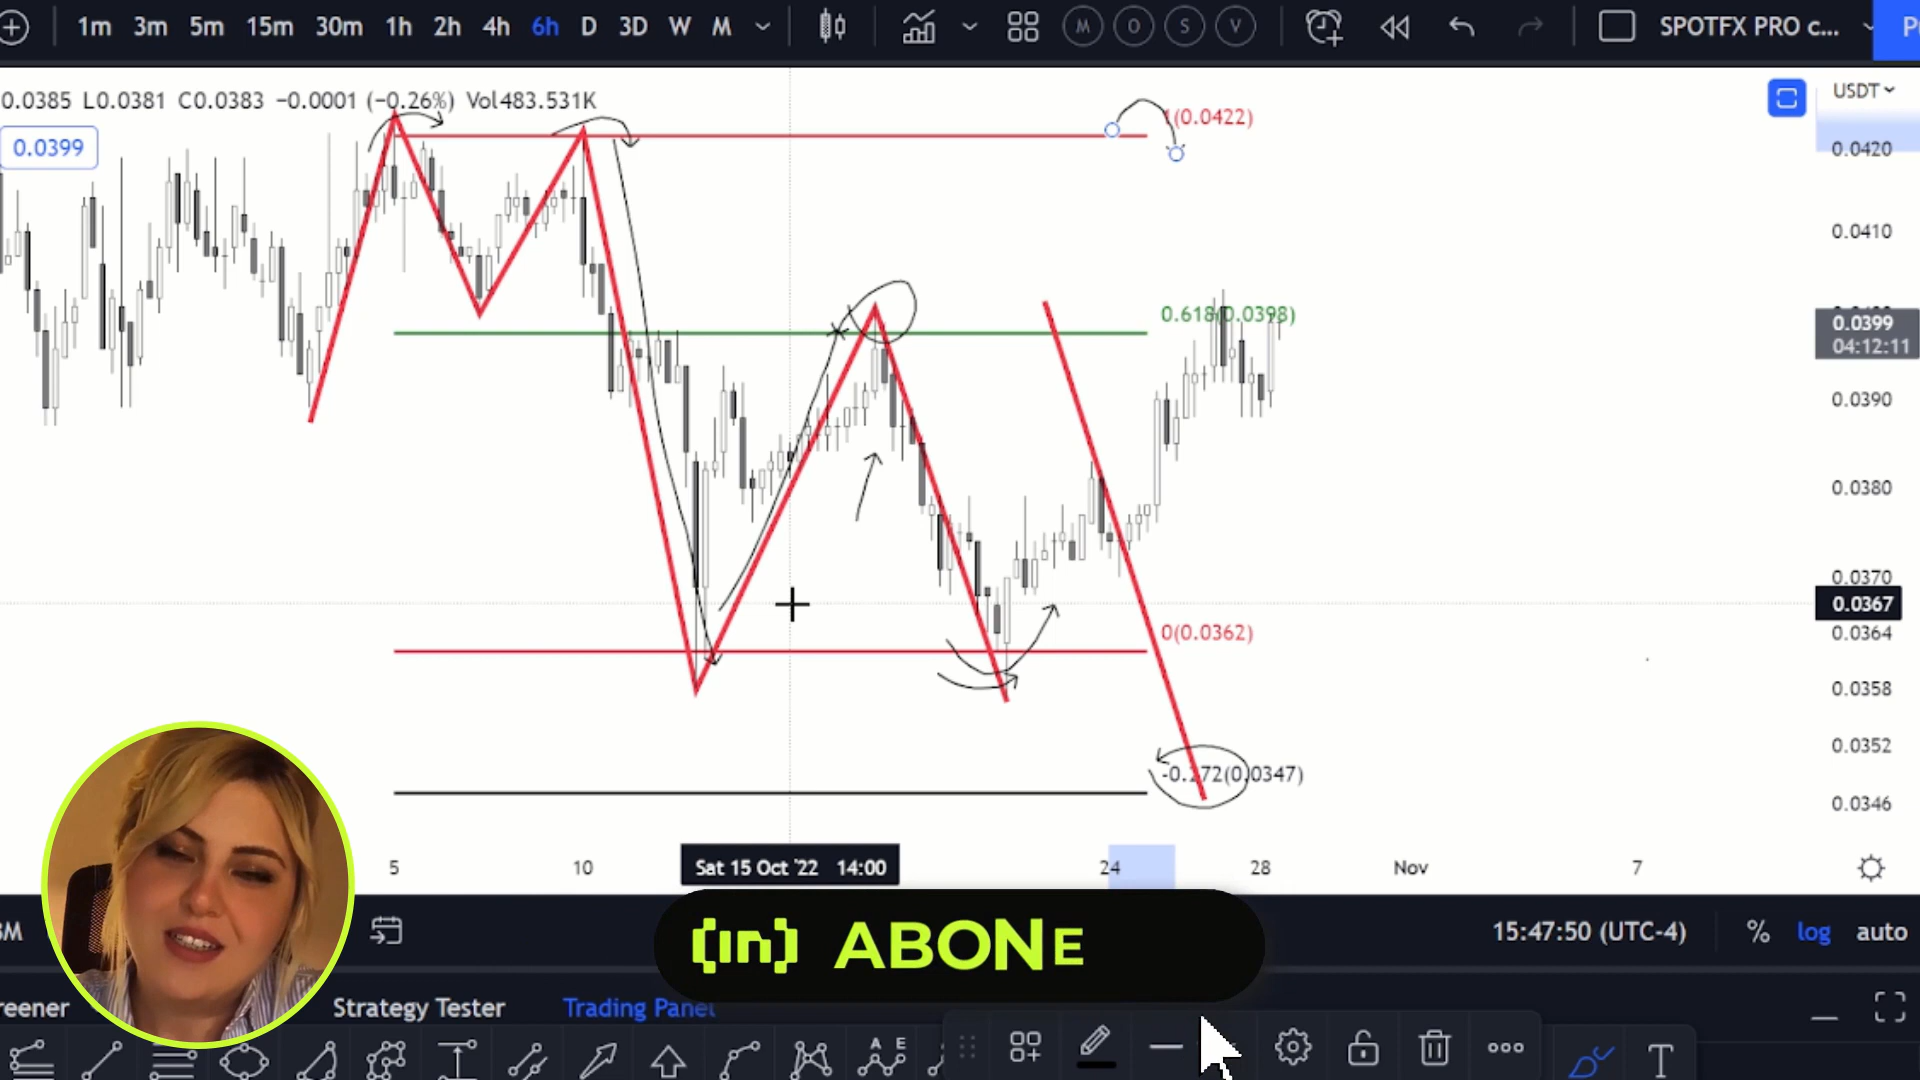 1m 3m 5m 15m 30m 1h 2h 4h 6h D 3D W M
M O S V
SPOTFX PRO c...
0.0385 L0.0381 C0.0383 −0.0001 (−0.26%) Vol483.531K
0.0399
USDT
1(0.0422)
0.0420
0.0410
0.618(0.0398)
0.0399
04:12:11
0.0390
0.0380
0.0370
0.0367
0(0.0362)
0.0364
0.0358
0.0352
-0.272(0.0347)
0.0346
5 10 Sat 15 Oct '22 14:00 24 28 Nov 7
(in) ABONE
15:47:50 (UTC-4) % log auto
Strategy Tester Trading Panel
A E
T